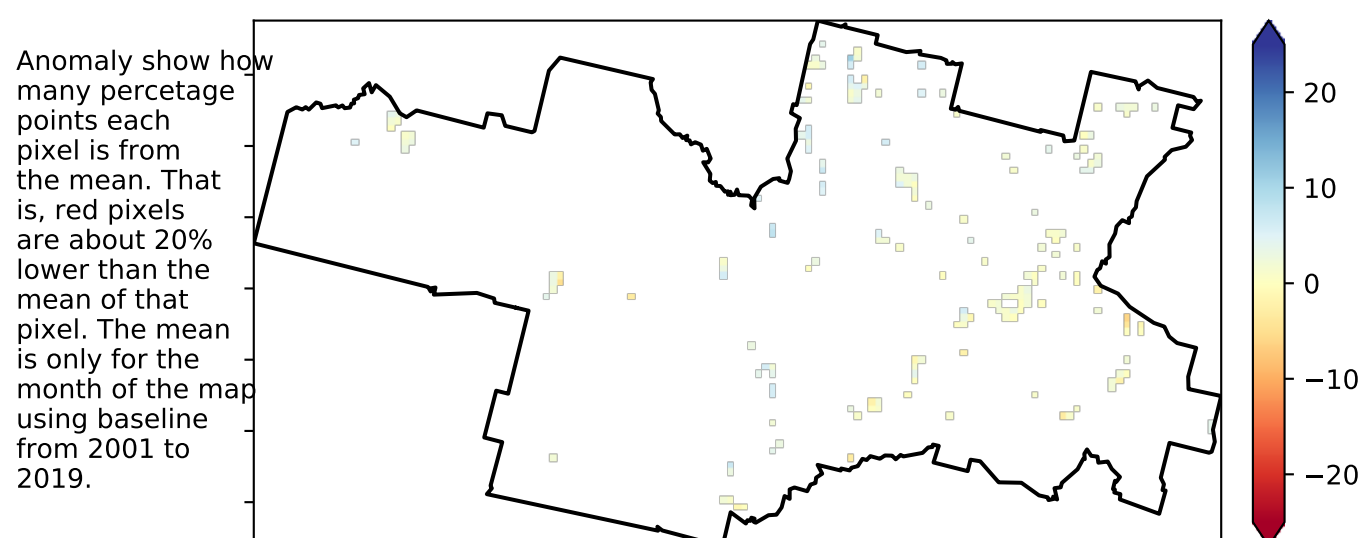 Anomaly show how
many percetage
points each
pixel is from
the mean. That
is, red pixels
are about 20%
lower than the
mean of that
pixel. The mean
is only for the
month of the map
using baseline
from 2001 to
2019.
20
10
0
−10
−20